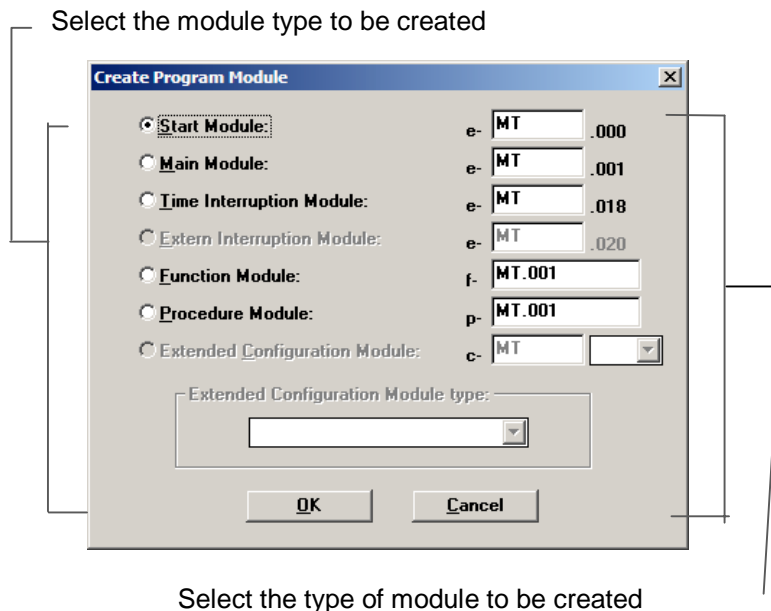 Select the module type to be created
Create Program Module
Start Module: e- MT .000
Main Module: e- MT .001
Time Interruption Module: e- MT .018
Extern Interruption Module: e- MT .020
Function Module: f- MT.001
Procedure Module: p- MT.001
Extended Configuration Module: c- MT
Extended Configuration Module type:
OK Cancel
Select the type of module to be created